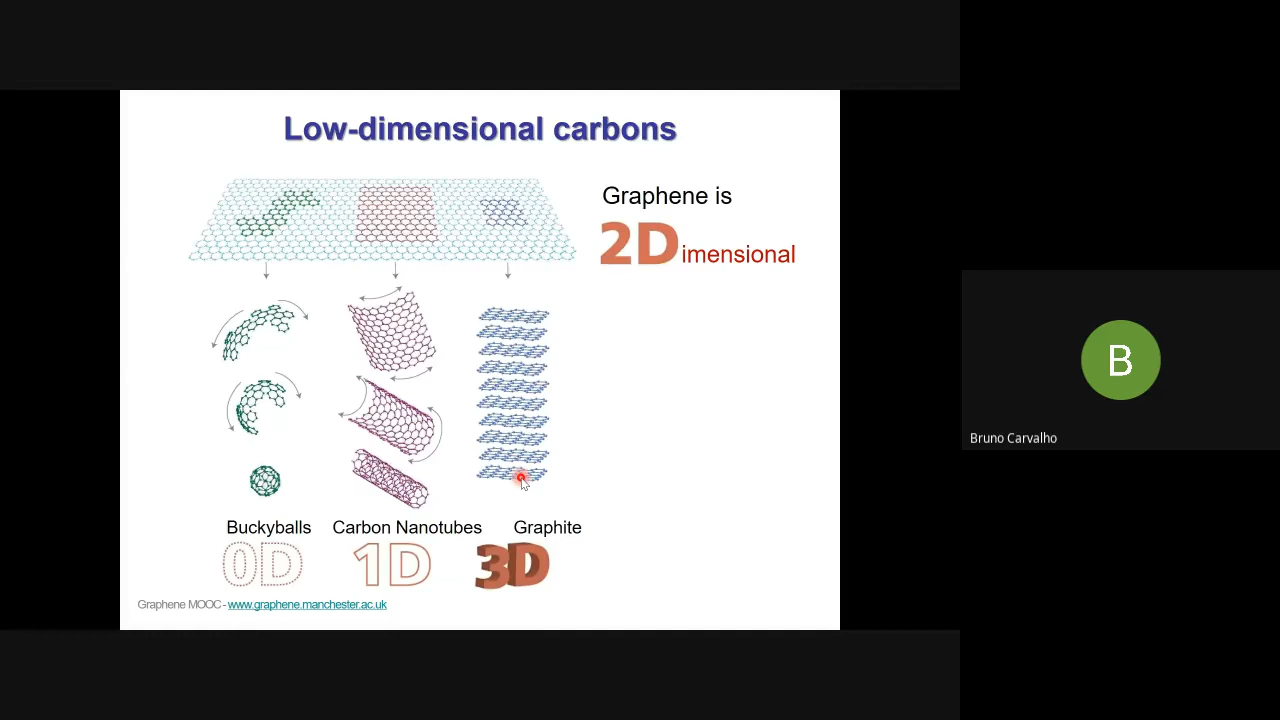 Low-dimensional carbons
Graphene is
2Dimensional
Buckyballs Carbon Nanotubes Graphite
0D 1D 3D
Graphene MOOC - www.graphene.manchester.ac.uk
B
Bruno Carvalho